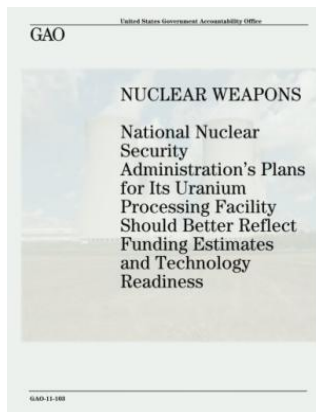 United States Government Accountability Office
GAO
NUCLEAR WEAPONS
National Nuclear
Security
Administration's Plans
for Its Uranium
Processing Facility
Should Better Reflect
Funding Estimates
and Technology
Readiness
GAO-11-103